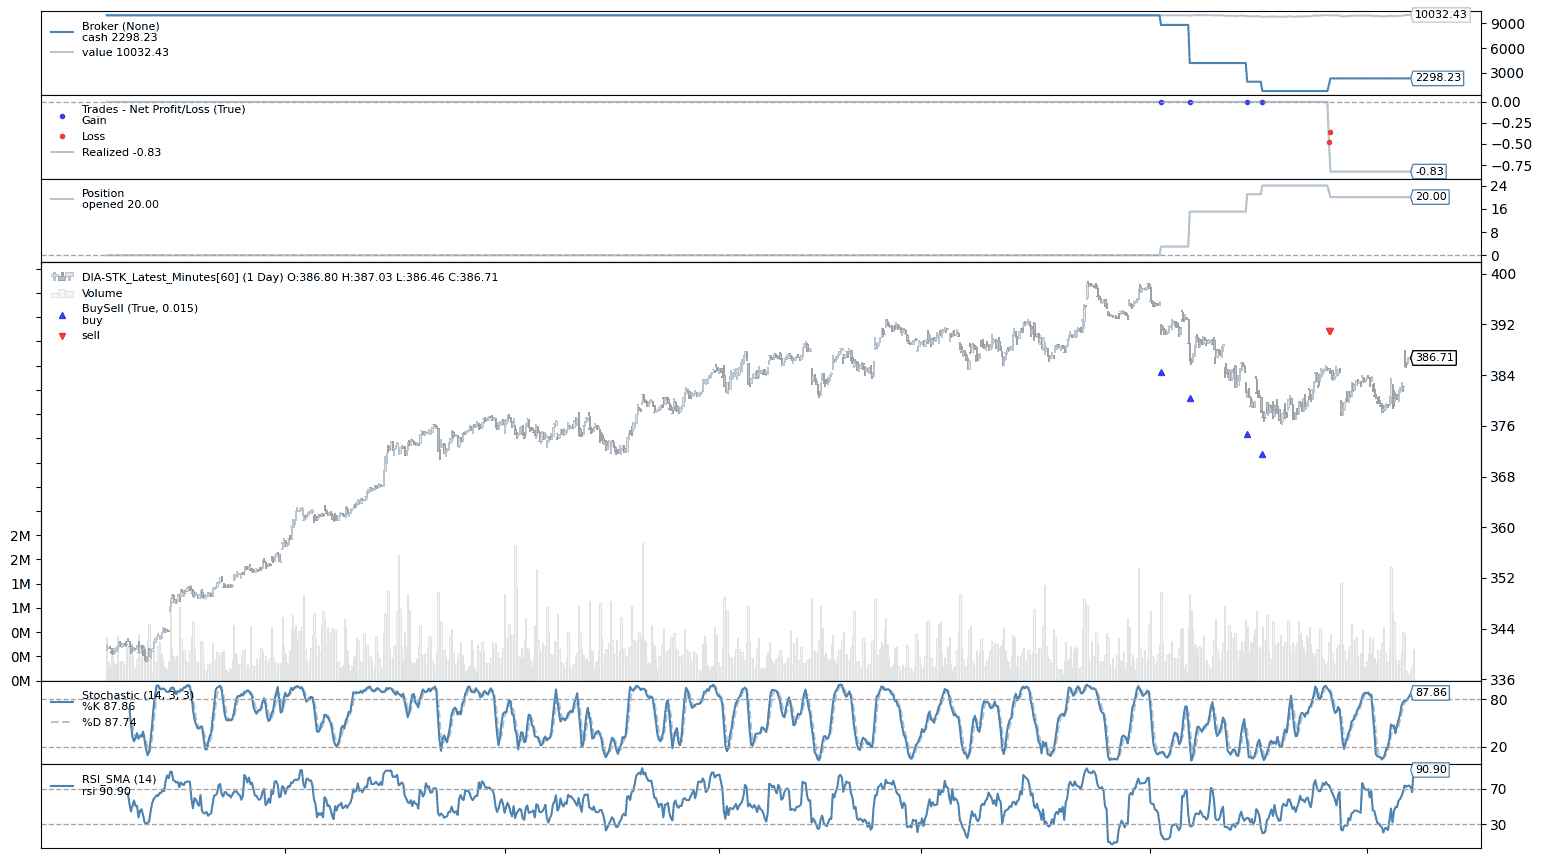 Broker (None)
cash 2298.23
value 10032.43
10032.43
9000
6000
3000
2298.23
Trades - Net Profit/Loss (True)
Gain
Loss
Realized -0.83
0.00
−0.25
−0.50
−0.75
-0.83
Position
opened 20.00
24
20.00
16
8
0
DIA-STK_Latest_Minutes[60] (1 Day) O:386.80 H:387.03 L:386.46 C:386.71
Volume
BuySell (True, 0.015)
buy
sell
400
392
386.71
384
376
368
360
352
344
336
2M
2M
1M
1M
0M
0M
0M
Stochastic (14, 3, 3)
%K 87.86
%D 87.74
87.86
80
20
RSI_SMA (14)
rsi 90.90
90.90
70
30